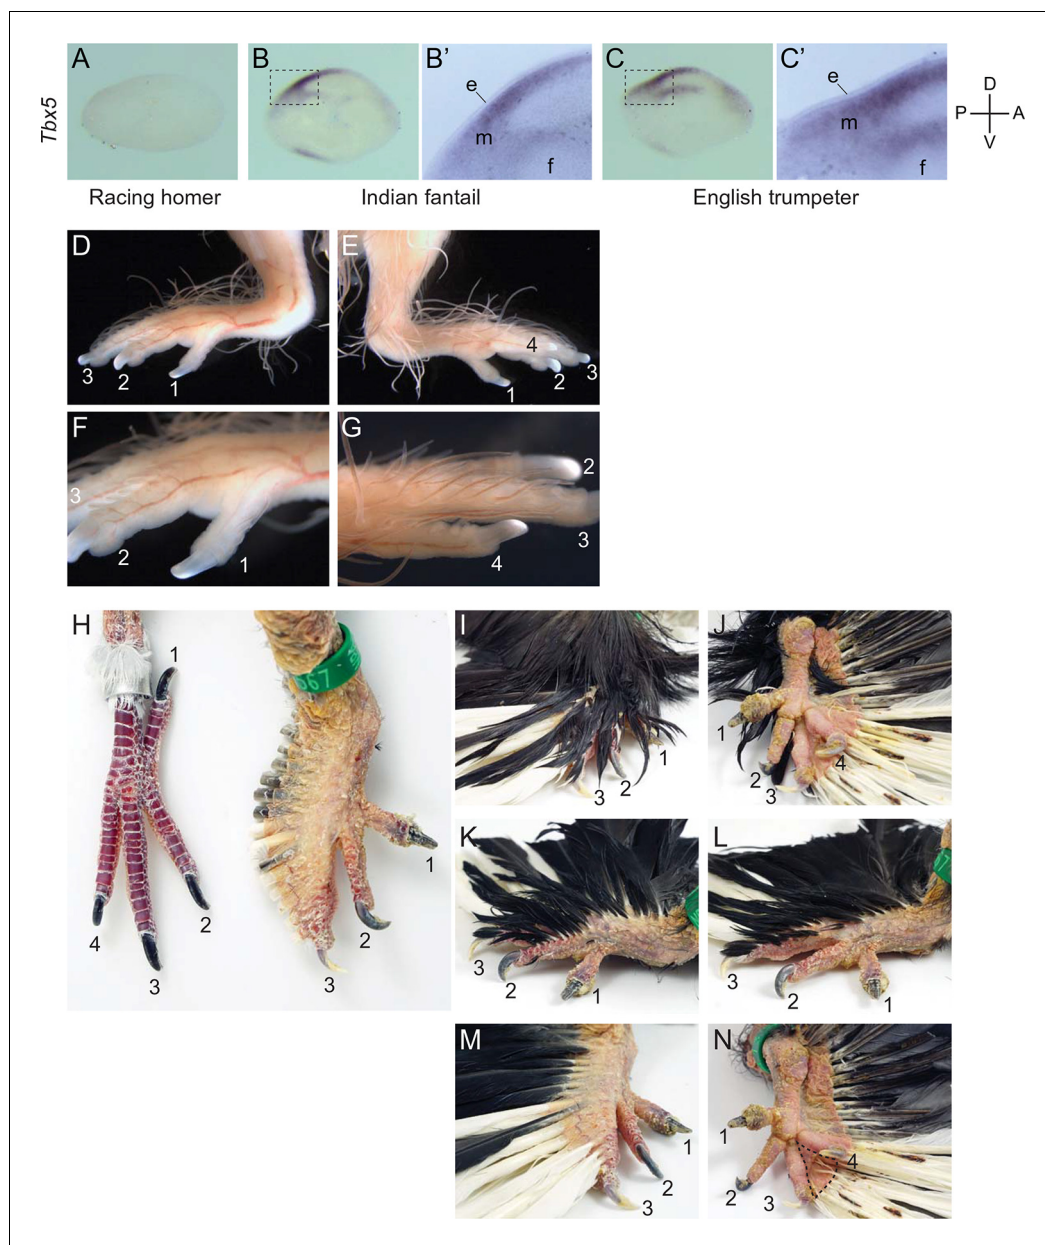 A B B' C C'
Tbx5
e m f
e m f
D P A V
Racing homer Indian fantail English trumpeter
D E
3 2 1 4 1 2 3
F G
3 2 1 2 3 4
H I J
1 2 3 4
567
1 2 3
3 2 1
1 2 3 4
K L
3 2 1
3 2 1
M N
1 2 3
1 2 3 4